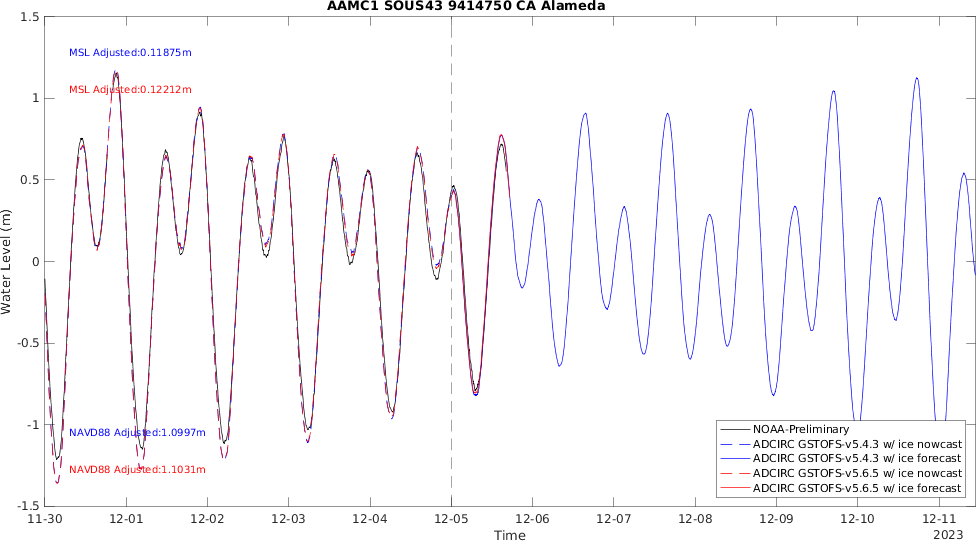 AAMC1 SOUS43 9414750 CA Alameda
1.5
MSL Adjusted:0.11875m
MSL Adjusted:0.12212m
1
0.5
0
Water Level (m)
-0.5
-1
NAVD88 Adjusted:1.0997m
NAVD88 Adjusted:1.1031m
-1.5
NOAA-Preliminary
ADCIRC GSTOFS-v5.4.3 w/ ice nowcast
ADCIRC GSTOFS-v5.4.3 w/ ice forecast
ADCIRC GSTOFS-v5.6.5 w/ ice nowcast
ADCIRC GSTOFS-v5.6.5 w/ ice forecast
11-30 12-01 12-02 12-03 12-04 12-05 12-06 12-07 12-08 12-09 12-10 12-11
Time
2023